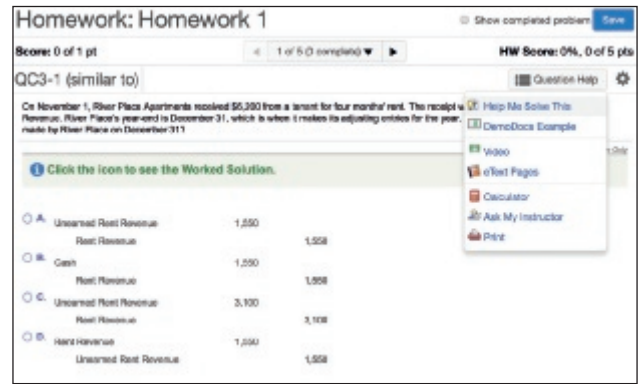 Homework: Homework 1
Show completed problem Save
Score: 0 of 1 pt 1 of 5 (0 complete) HW Score: 0%, 0 of 5 pts
QC3-1 (similar to) Question Help
On November 1, River Place Apartments received $6,200 from a tenant for four months' rent. The receipt w
Revenue. River Place's year-end is December 31, which is when it makes its adjusting entries for the year.
made by River Place on December 31?
Help Me Solve This
DemoDocs Example
Video
eText Pages
Calculator
Ask My Instructor
Print
Click the icon to see the Worked Solution.
A. Unearned Rent Revenue 1,550
Rent Revenue 1,550
B. Cash 1,550
Rent Revenue 1,550
C. Unearned Rent Revenue 3,100
Rent Revenue 3,100
D. Rent Revenue 1,550
Unearned Rent Revenue 1,550